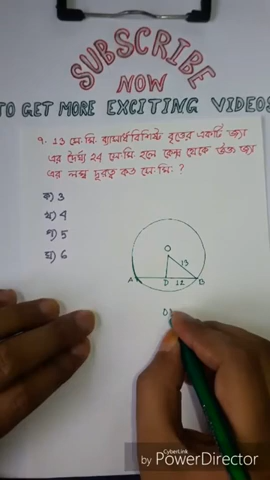 SUBSCRIBE
NOW
TO GET MORE EXCITING VIDEOS
৭. 13 সে:মি: ব্যাসার্ধ বিশিষ্ট বৃত্তের একটি জ্যা
এর দৈর্ঘ্য 24 সে:মি: হলে কেন্দ্র থেকে উক্ত জ্যা
এর লম্ব দূরত্ব কত সে:মি: ?
ক) 3
খ) 4
গ) 5
ঘ) 6
O
13
A D 12 B
CyberLink
by PowerDirector